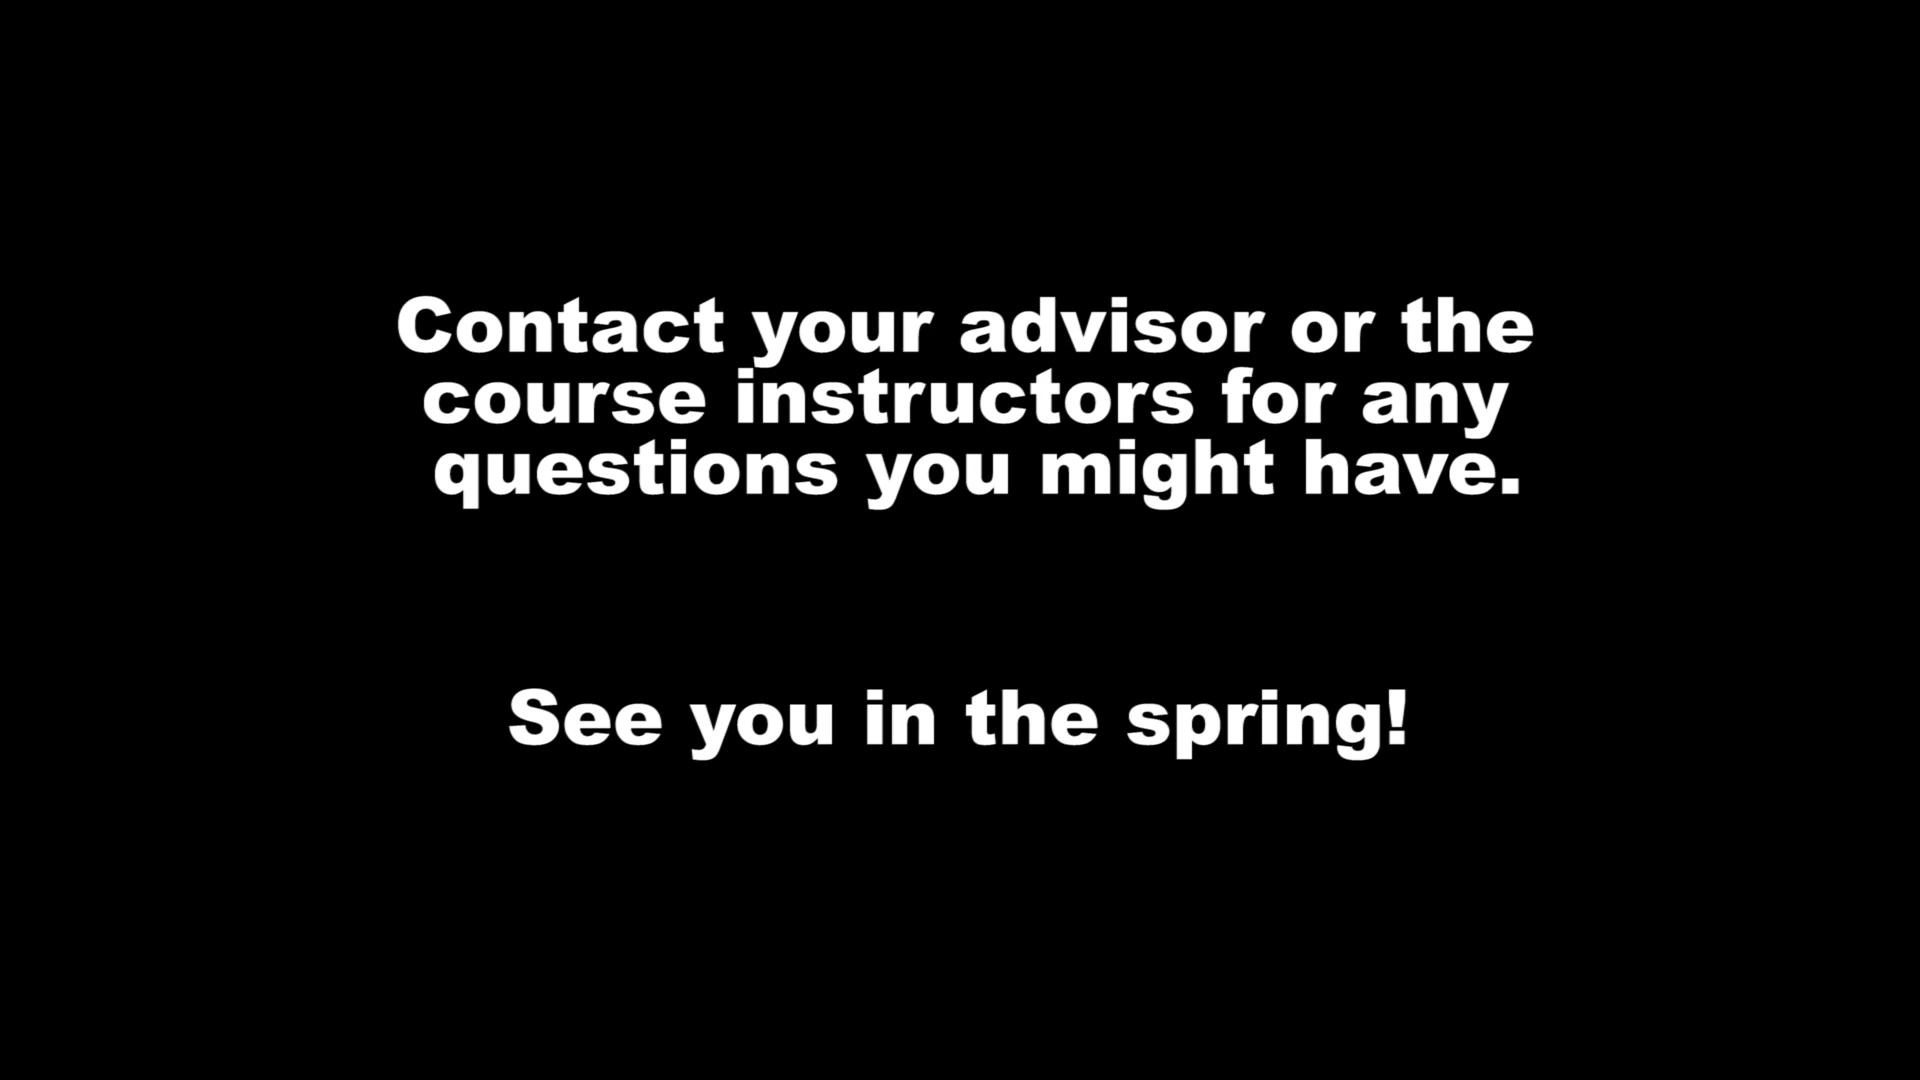 Contact your advisor or the
course instructors for any
questions you might have.
See you in the spring!